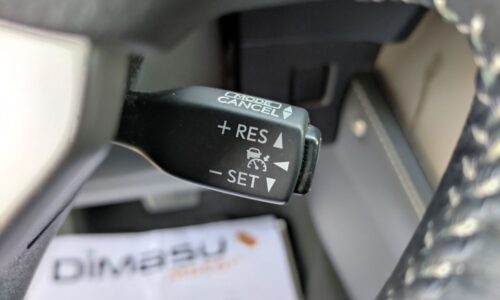 MODE
CANCEL
+ RES
− SET
DiMasu